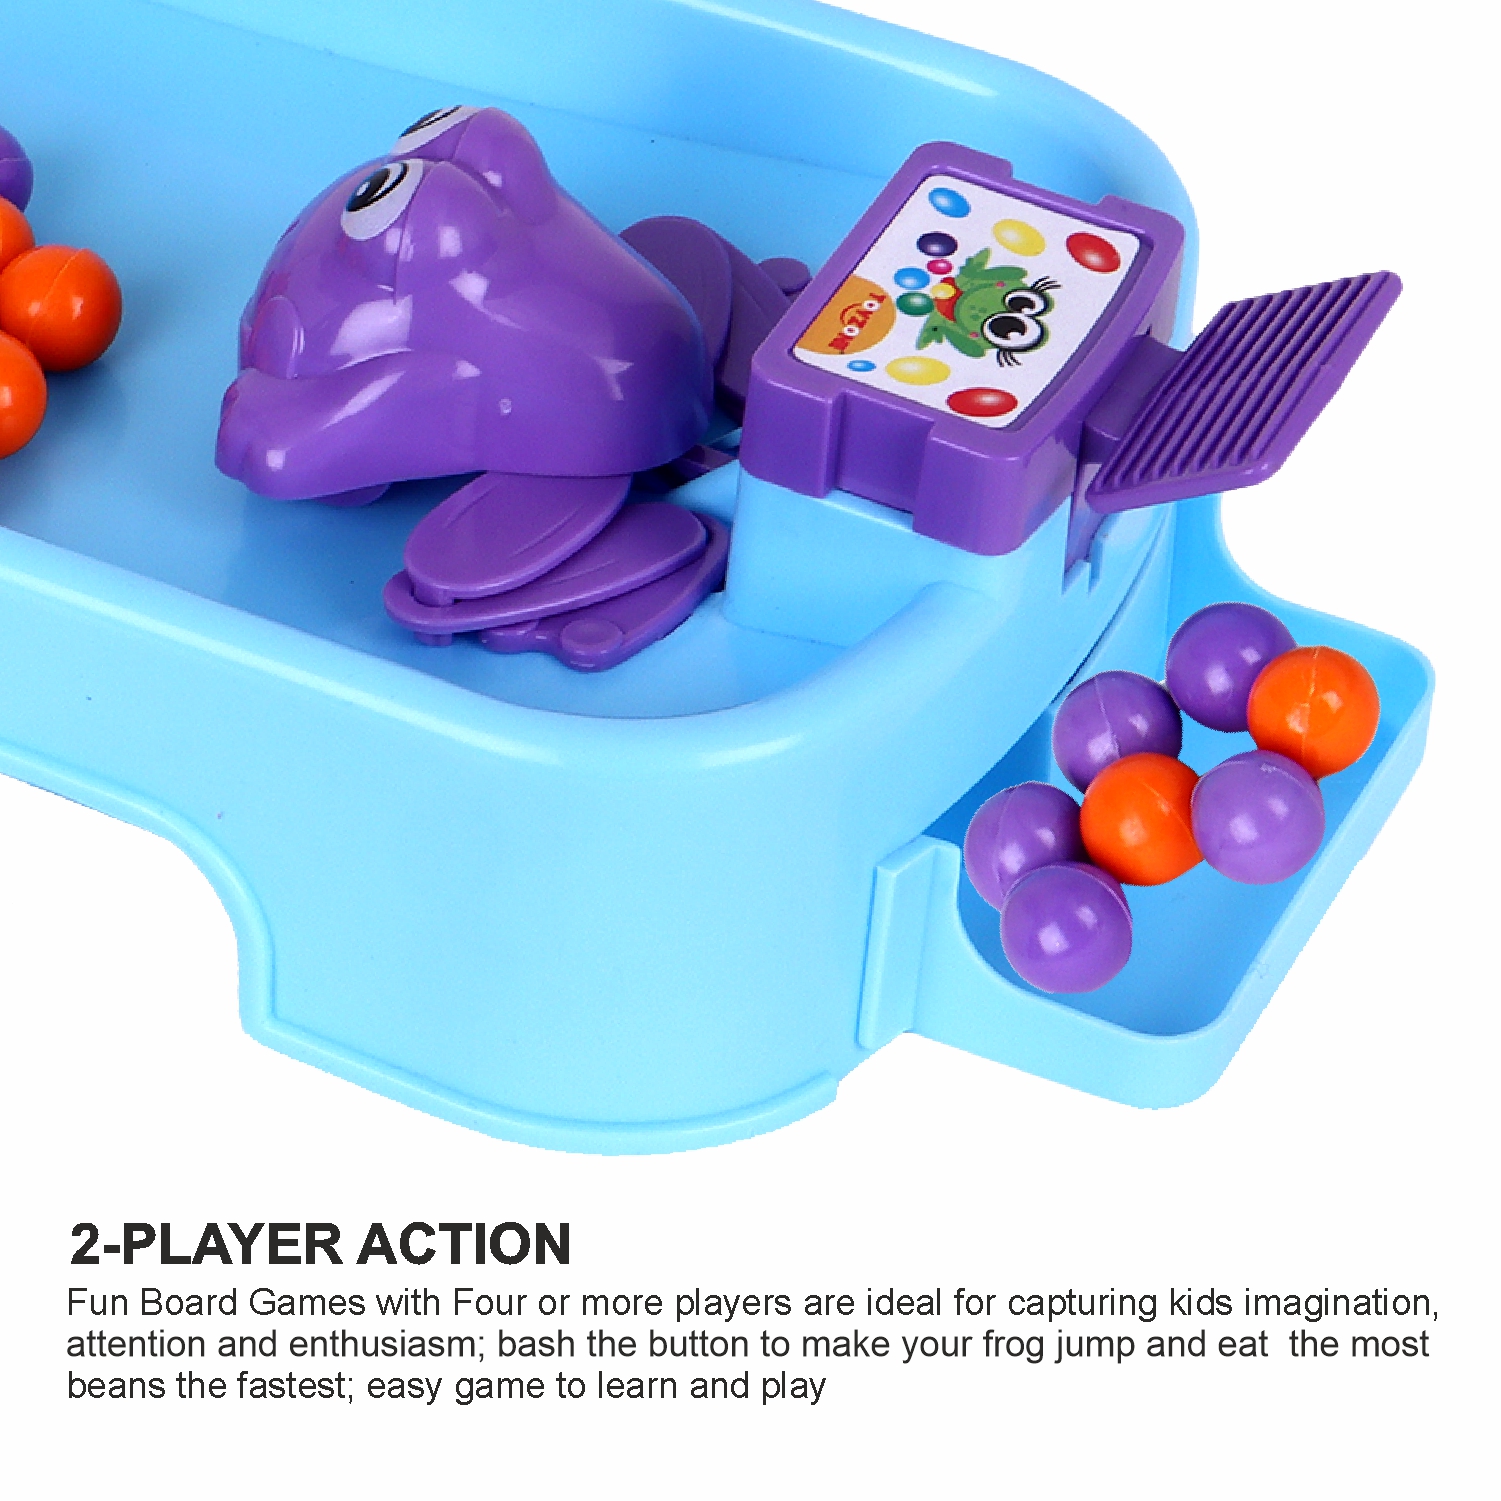 TOYZONE
2-PLAYER ACTION
Fun Board Games with Four or more players are ideal for capturing kids imagination,
attention and enthusiasm; bash the button to make your frog jump and eat  the most
beans the fastest; easy game to learn and play